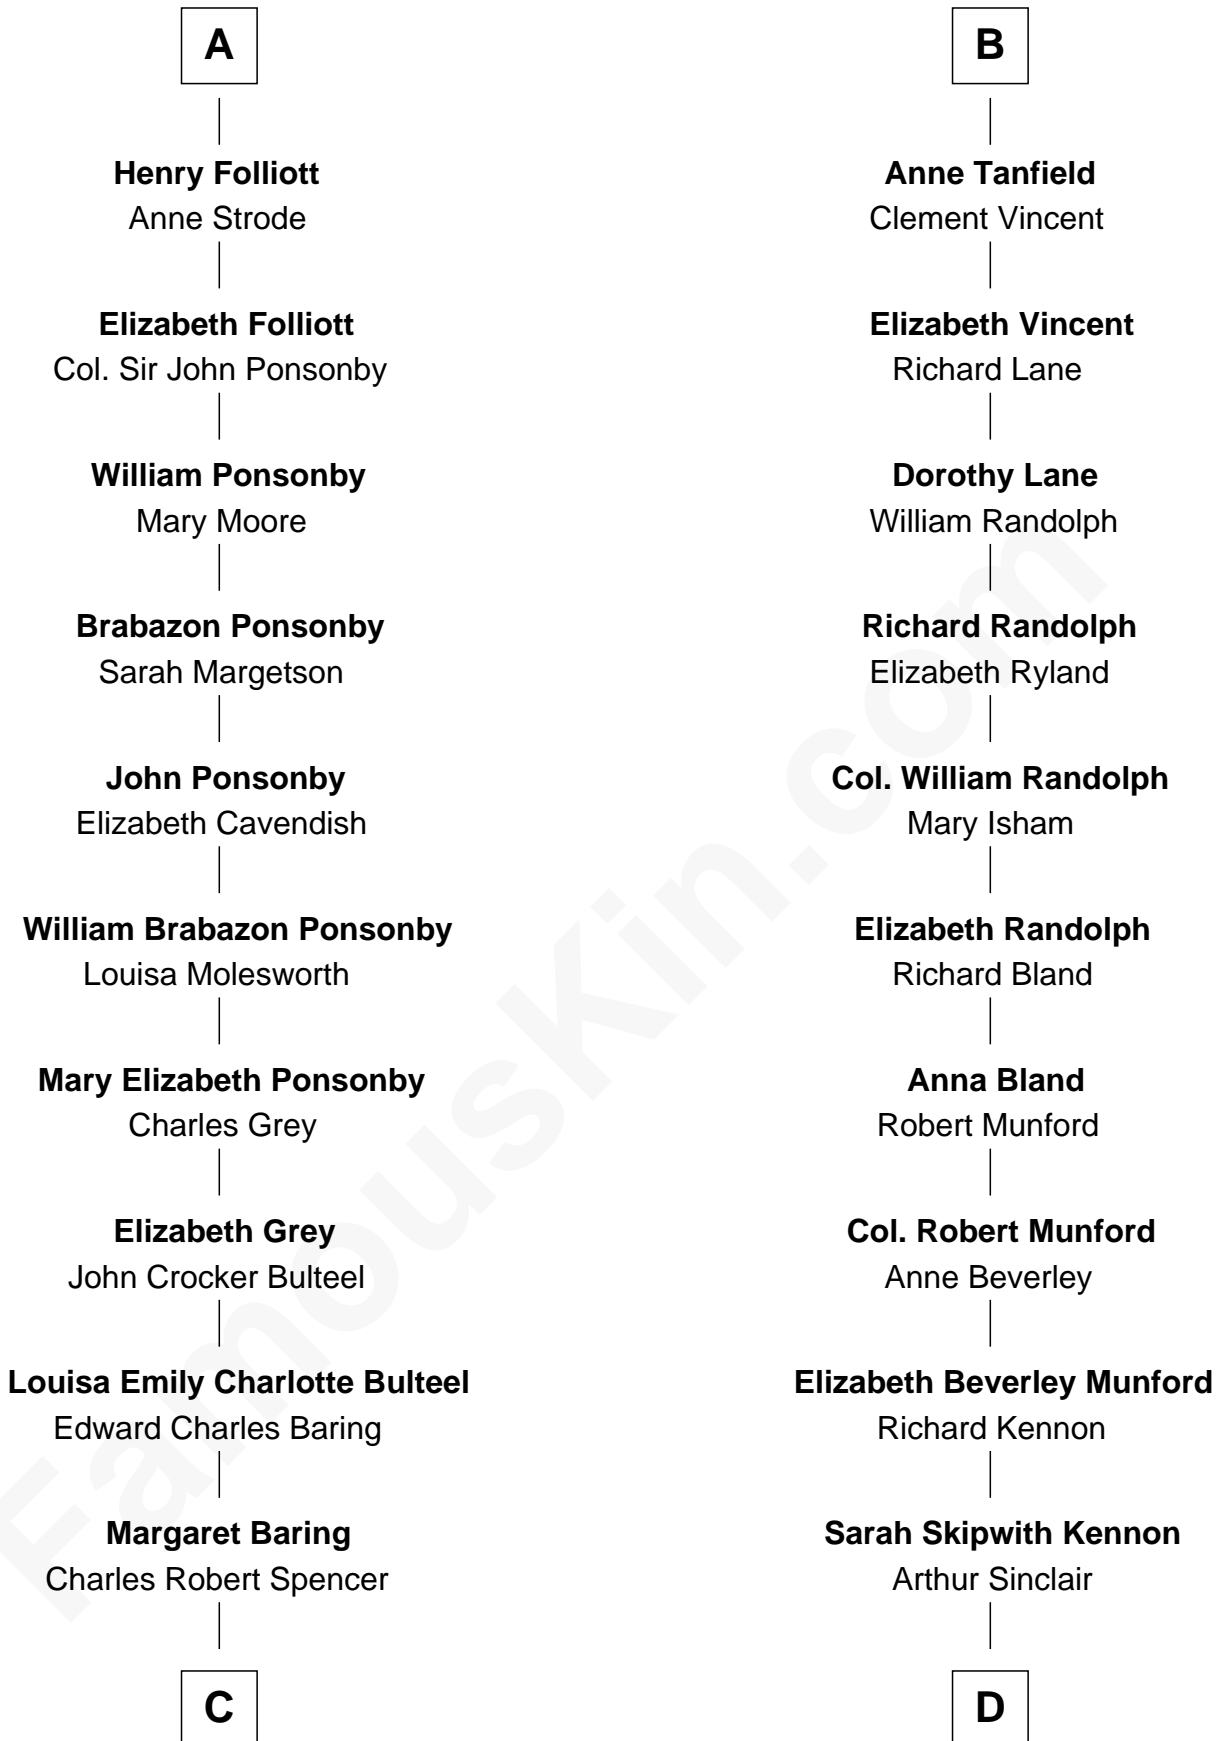 A
Henry Folliott
Anne Strode
Elizabeth Folliott
Col. Sir John Ponsonby
William Ponsonby
Mary Moore
Brabazon Ponsonby
Sarah Margetson
John Ponsonby
Elizabeth Cavendish
William Brabazon Ponsonby
Louisa Molesworth
Mary Elizabeth Ponsonby
Charles Grey
Elizabeth Grey
John Crocker Bulteel
Louisa Emily Charlotte Bulteel
Edward Charles Baring
Margaret Baring
Charles Robert Spencer
C
B
Anne Tanfield
Clement Vincent
Elizabeth Vincent
Richard Lane
Dorothy Lane
William Randolph
Richard Randolph
Elizabeth Ryland
Col. William Randolph
Mary Isham
Elizabeth Randolph
Richard Bland
Anna Bland
Robert Munford
Col. Robert Munford
Anne Beverley
Elizabeth Beverley Munford
Richard Kennon
Sarah Skipwith Kennon
Arthur Sinclair
D
FamousKin.com